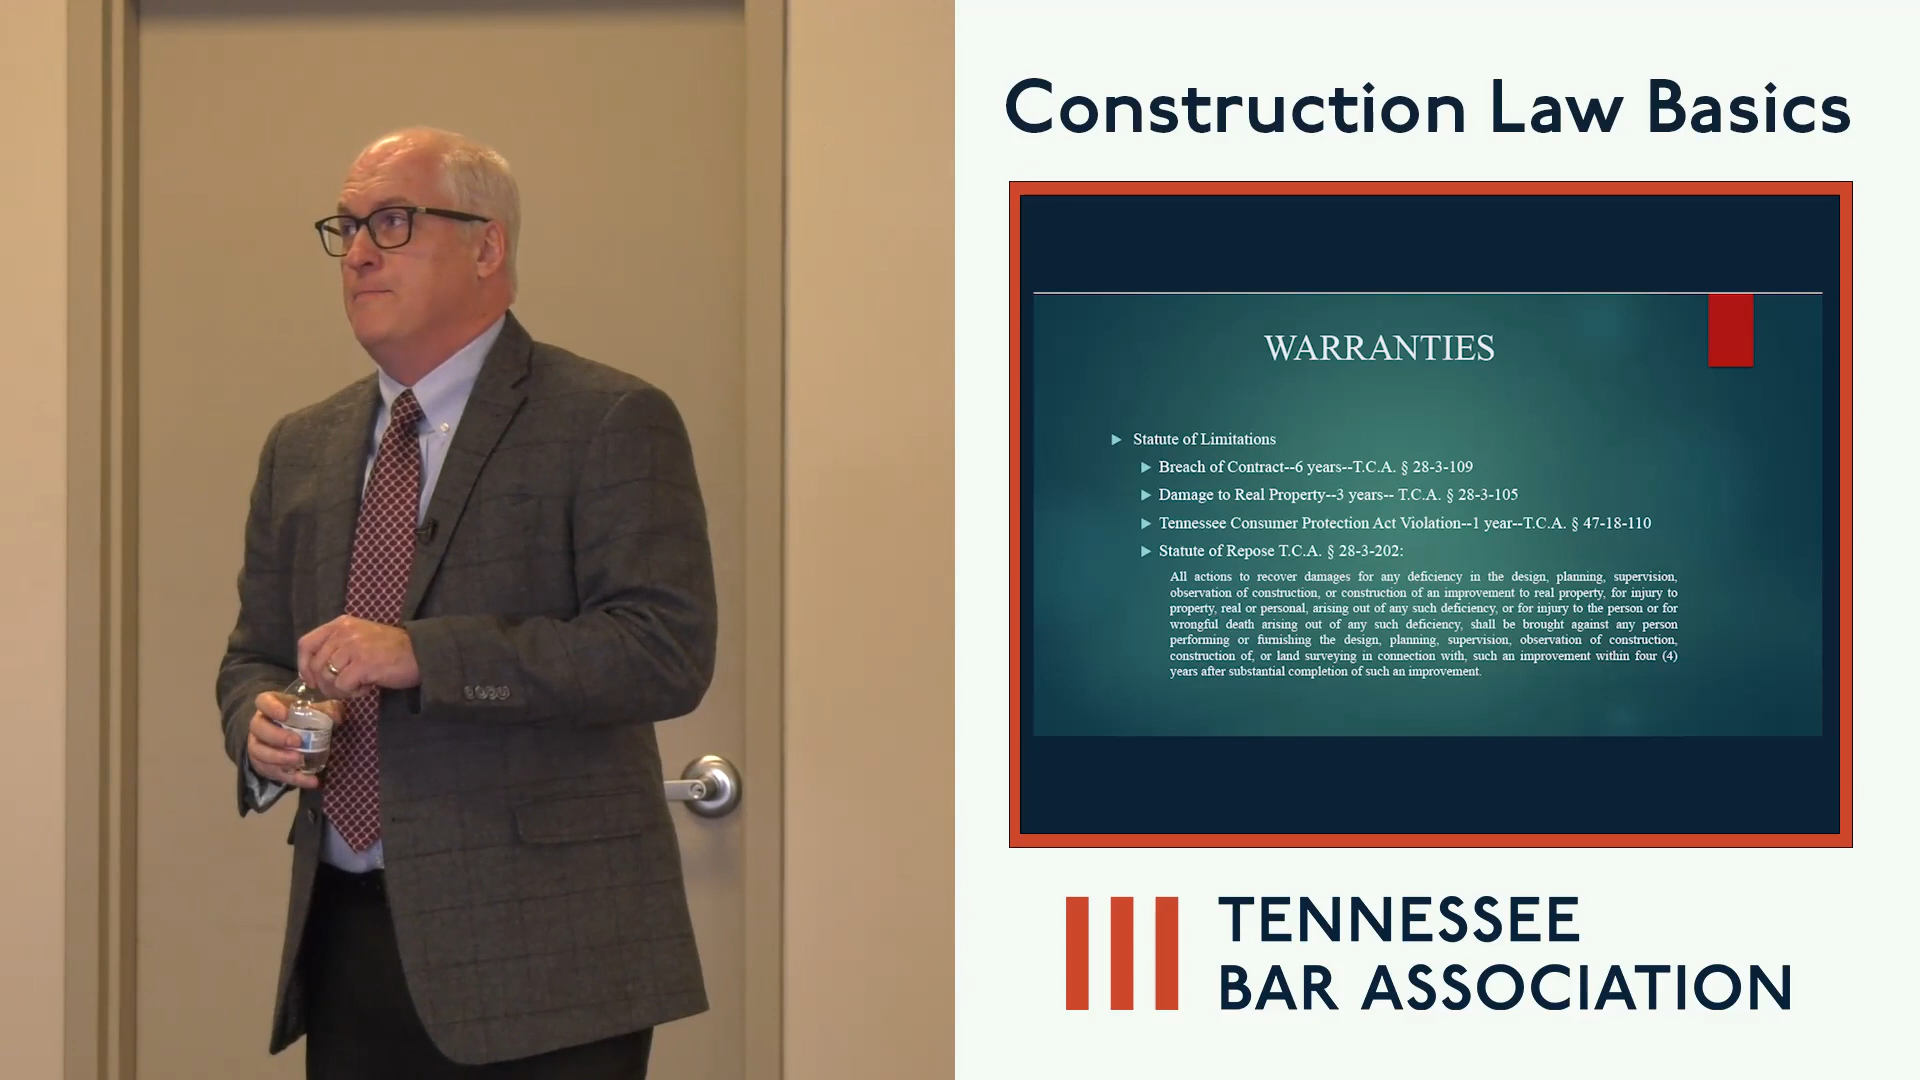 Construction Law Basics
WARRANTIES
Statute of Limitations
Breach of Contract--6 years--T.C.A. § 28-3-109
Damage to Real Property--3 years-- T.C.A. § 28-3-105
Tennessee Consumer Protection Act Violation--1 year--T.C.A. § 47-18-110
Statute of Repose T.C.A. § 28-3-202:
All actions to recover damages for any deficiency in the design, planning, supervision,
observation of construction, or construction of an improvement to real property, for injury to
property, real or personal, arising out of any such deficiency, or for injury to the person or for
wrongful death arising out of any such deficiency, shall be brought against any person
performing or furnishing the design, planning, supervision, observation of construction,
construction of, or land surveying in connection with, such an improvement within four (4)
years after substantial completion of such an improvement.
TENNESSEE
BAR ASSOCIATION